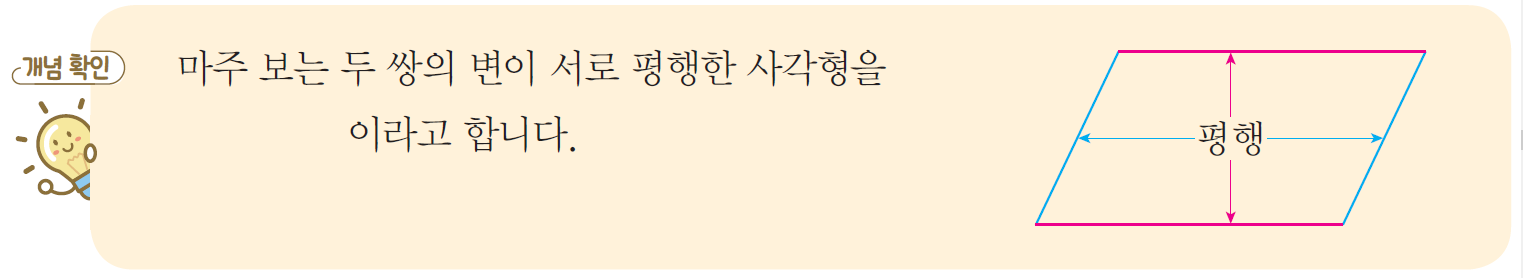 개념 확인
마주 보는 두 쌍의 변이 서로 평행한 사각형을
이라고 합니다.
평행